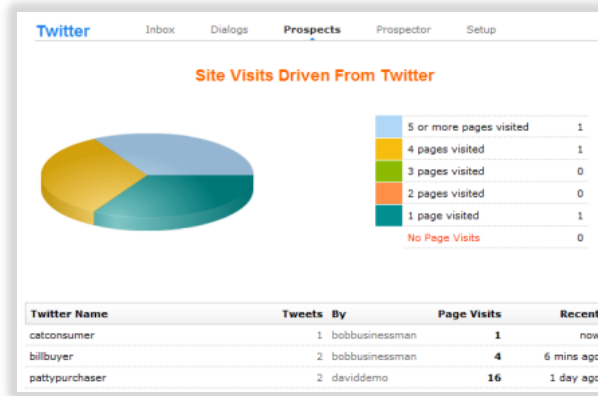 Twitter Inbox Dialogs Prospects Prospector Setup
Site Visits Driven From Twitter
5 or more pages visited 1
4 pages visited 1
3 pages visited 0
2 pages visited 0
1 page visited 1
No Page Visits 0
Twitter Name Tweets By Page Visits Recent
catconsumer 1 bobbusinessman 1 now
billbuyer 2 bobbusinessman 4 6 mins ago
pattypurchaser 2 daviddemo 16 1 day ago